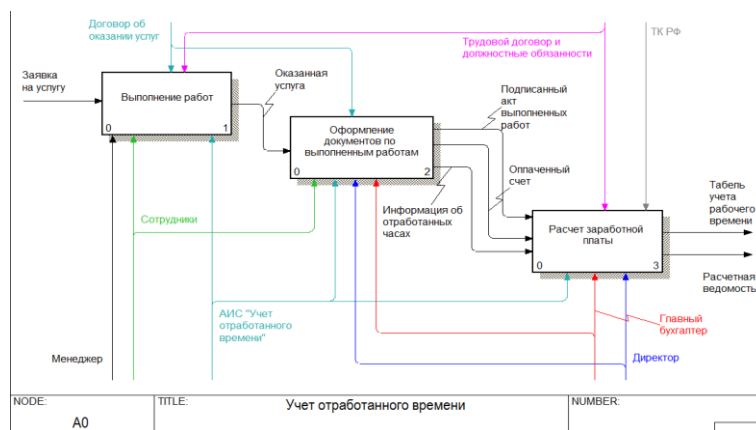 Договор об
оказании услуг
Трудовой договор и
должностные обязанности
ТК РФ
Заявка
на услугу
Выполнение работ
0
1
Оказанная
услуга
Оформление
документов по
выполненным работам
0
2
Подписанный
акт
выполненных
работ
Оплаченный
счет
Информация об
отработанных
часах
Расчет заработной
платы
0
3
Табель
учета
рабочего
времени
Расчетная
ведомость
Сотрудники
АИС "Учет
отработанного
времени"
Менеджер
Главный
бухгалтер
Директор
NODE:
A0
TITLE:
Учет отработанного времени
NUMBER: